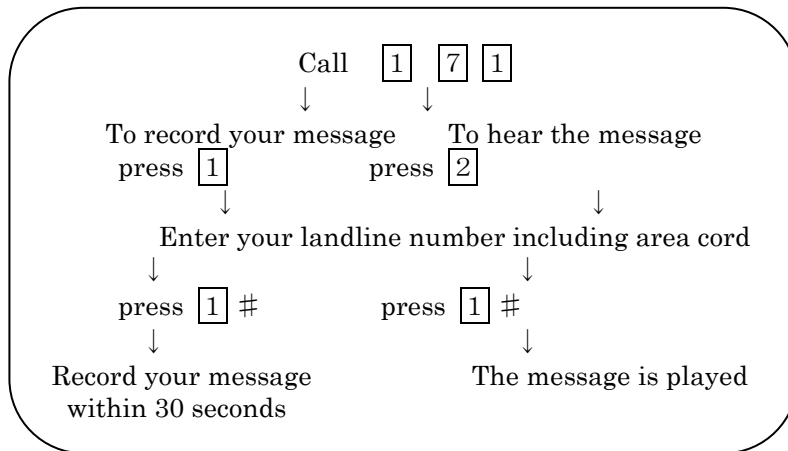 Call 1 7 1
↓ ↓
To record your message To hear the message
press 1 press 2
↓ ↓
Enter your landline number including area cord
↓ ↓
press 1 # press 1 #
↓ ↓
Record your message The message is played
within 30 seconds